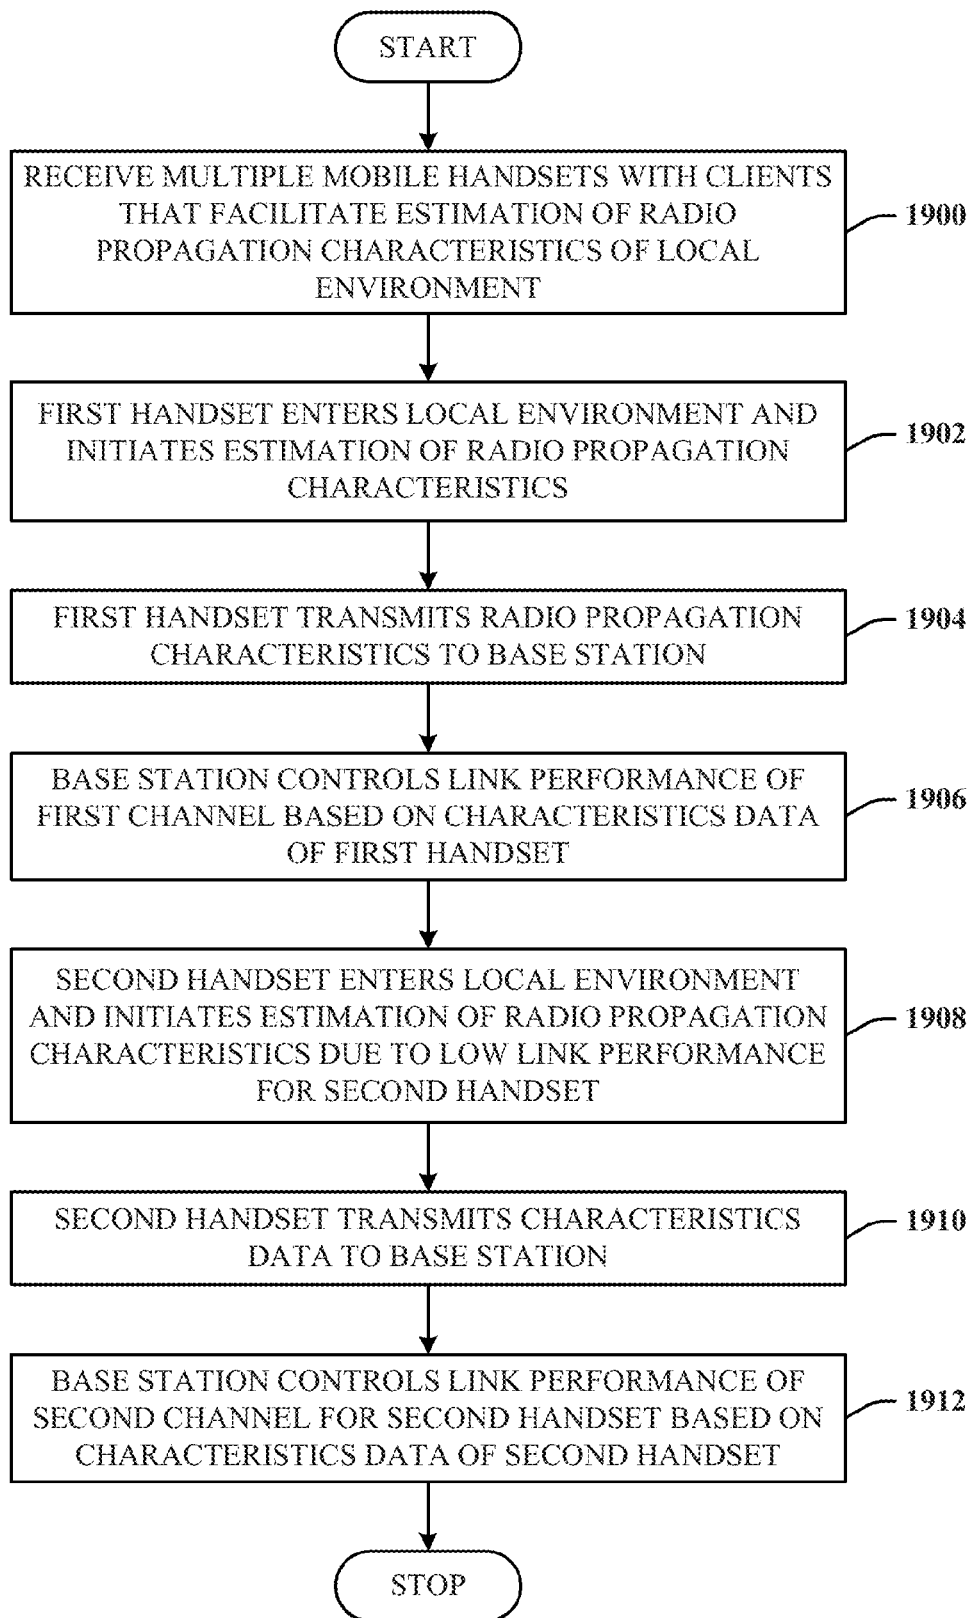 START
RECEIVE MULTIPLE MOBILE HANDSETS WITH CLIENTS
THAT FACILITATE ESTIMATION OF RADIO
PROPAGATION CHARACTERISTICS OF LOCAL
ENVIRONMENT
1900
FIRST HANDSET ENTERS LOCAL ENVIRONMENT AND
INITIATES ESTIMATION OF RADIO PROPAGATION
CHARACTERISTICS
1902
FIRST HANDSET TRANSMITS RADIO PROPAGATION
CHARACTERISTICS TO BASE STATION
1904
BASE STATION CONTROLS LINK PERFORMANCE OF
FIRST CHANNEL BASED ON CHARACTERISTICS DATA
OF FIRST HANDSET
1906
SECOND HANDSET ENTERS LOCAL ENVIRONMENT
AND INITIATES ESTIMATION OF RADIO PROPAGATION
CHARACTERISTICS DUE TO LOW LINK PERFORMANCE
FOR SECOND HANDSET
1908
SECOND HANDSET TRANSMITS CHARACTERISTICS
DATA TO BASE STATION
1910
BASE STATION CONTROLS LINK PERFORMANCE OF
SECOND CHANNEL FOR SECOND HANDSET BASED ON
CHARACTERISTICS DATA OF SECOND HANDSET
1912
STOP